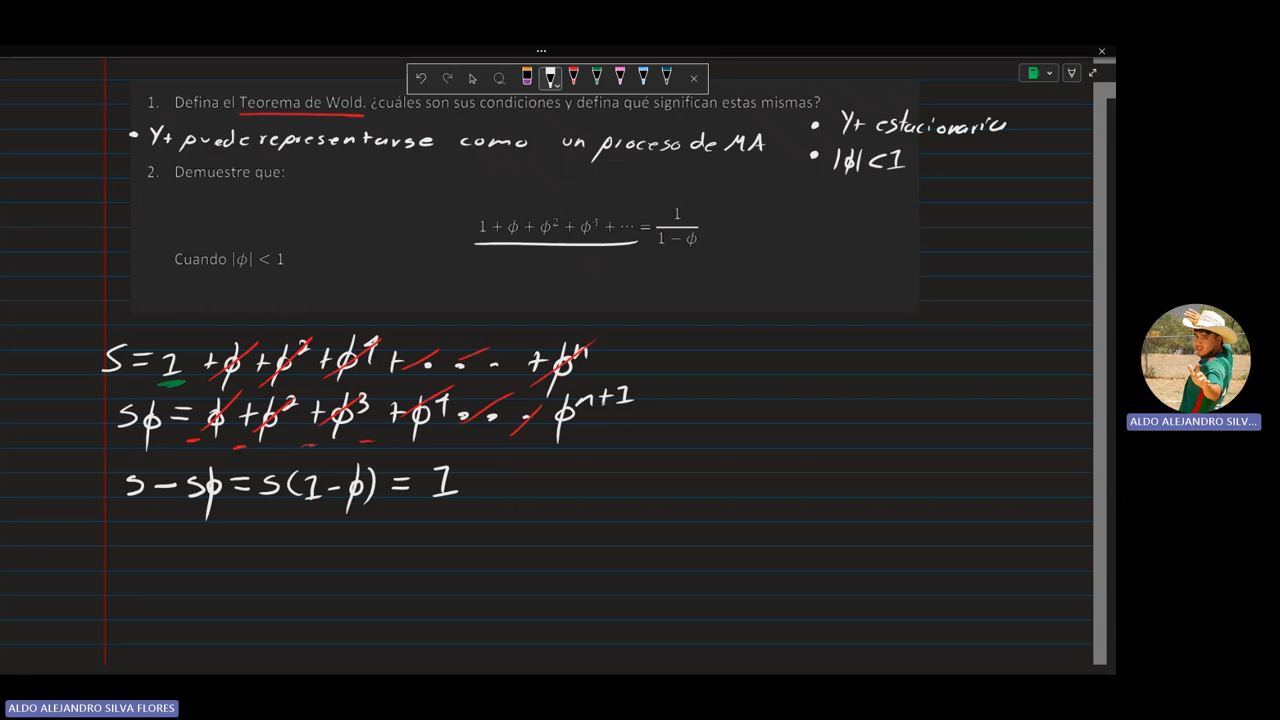 1. Defina el Teorema de Wold. ¿cuáles son sus condiciones y defina qué significan estas mismas?
• Yt puede representarse como un proceso de MA
• Yt estacionario
• |ϕ| < 1
2. Demuestre que:
1 + ϕ + ϕ² + ϕ⁴ + ⋯ = 1 / (1 − ϕ)
Cuando |ϕ| < 1
S = 1 + ϕ + ϕ² + ϕ⁴ + . . . + ϕⁿ
sϕ = ϕ + ϕ² + ϕ³ + ϕ⁴ . . . ϕⁿ⁺¹
s − sϕ = s(1 − ϕ) = 1
ALDO ALEJANDRO SILV...
ALDO ALEJANDRO SILVA FLORES